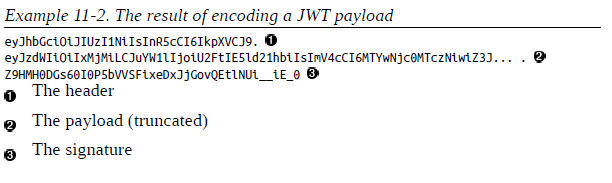 Example 11-2. The result of encoding a JWT payload
eyJhbGciOiJIUzI1NiIsInR5cCI6IkpXVCJ9. ❶
eyJzdWIiOiIxMjMiLCJuYW1lIjoiU2FtIE5ld21hbiIsImV4cCI6MTYwNjc0MTczNiwiZ3J... . ❷
Z9HMH0DGs60I0P5bVVSFixeDxJjGovQEtlNUi__iE_0 ❸
❶ The header
❷ The payload (truncated)
❸ The signature